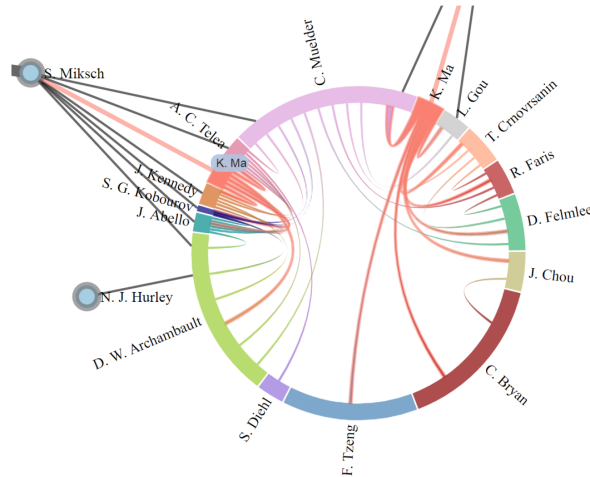 S. Miksch
C. Muelder
K. Ma
L. Gou
A. C. Telea
T. Crnovrsanin
K. Ma
R. Faris
J. Kennedy
S. G. Kobourov
J. Abello
D. Felmlee
J. Chou
N. J. Hurley
D. W. Archambault
C. Bryan
S. Diehl
F. Tzeng